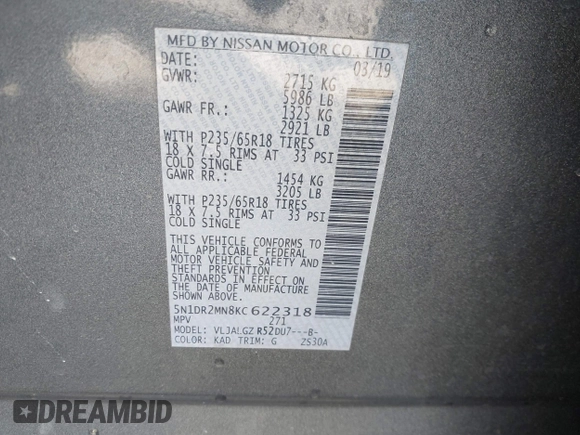 MFD BY NISSAN MOTOR CO., LTD.
DATE: 03/19
GVWR: 2715 KG
5986 LB
GAWR FR.: 1325 KG
2921 LB
WITH P235/65R18 TIRES
18 X 7.5 RIMS AT 33 PSI
COLD SINGLE
GAWR RR.: 1454 KG
3205 LB
WITH P235/65R18 TIRES
18 X 7.5 RIMS AT 33 PSI
COLD SINGLE
THIS VEHICLE CONFORMS TO
ALL APPLICABLE FEDERAL
MOTOR VEHICLE SAFETY AND
THEFT PREVENTION
STANDARDS IN EFFECT ON
THE DATE OF MANUFACTURE
SHOWN ABOVE.
5N1DR2MN8KC622318
MPV 271
MODEL: VLJALGZ R52DU7---B-
COLOR: KAD TRIM: G ZS30A
DREAMBID